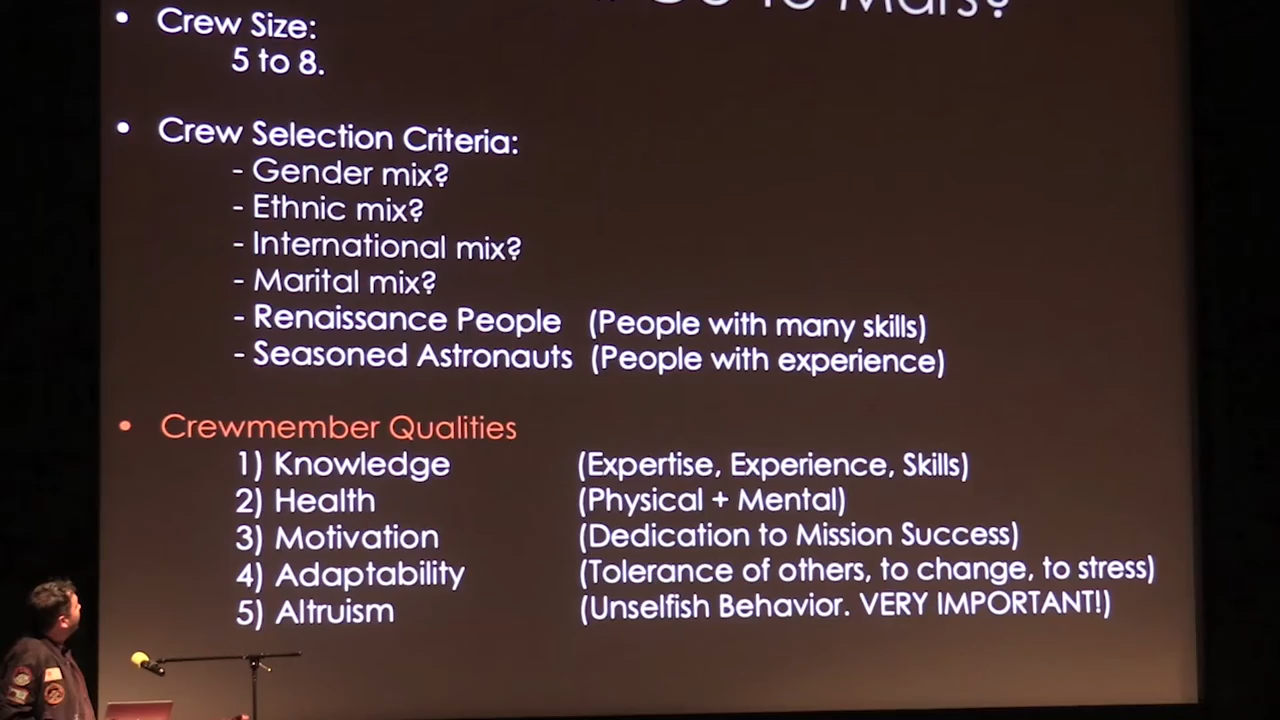 to Mars?
• Crew Size:
5 to 8.
• Crew Selection Criteria:
- Gender mix?
- Ethnic mix?
- International mix?
- Marital mix?
- Renaissance People (People with many skills)
- Seasoned Astronauts (People with experience)
• Crewmember Qualities
1) Knowledge (Expertise, Experience, Skills)
2) Health (Physical + Mental)
3) Motivation (Dedication to Mission Success)
4) Adaptability (Tolerance of others, to change, to stress)
5) Altruism (Unselfish Behavior. VERY IMPORTANT!)